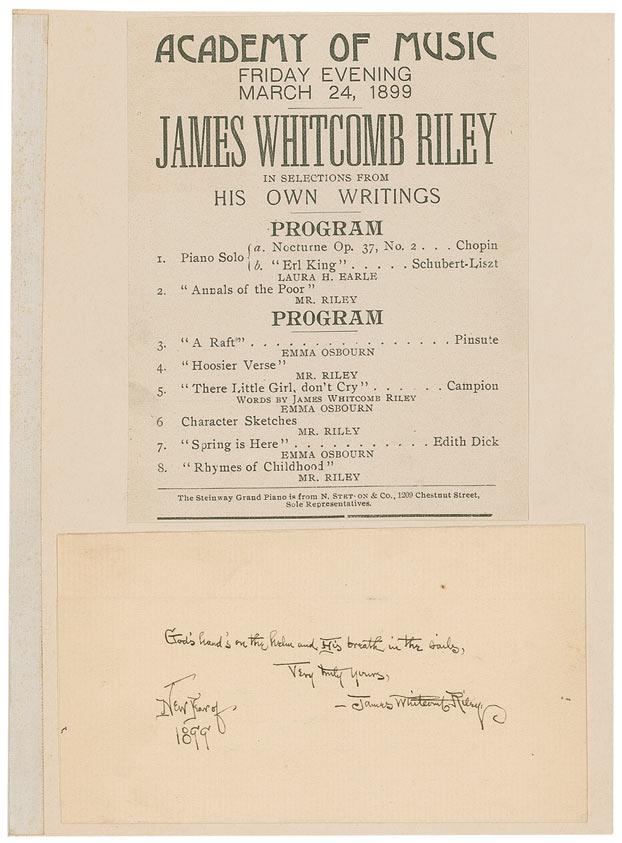 ACADEMY OF MUSIC
FRIDAY EVENING
MARCH 24, 1899
JAMES WHITCOMB RILEY
IN SELECTIONS FROM
HIS OWN WRITINGS
PROGRAM
1. Piano Solo { a. Nocturne Op. 37, No. 2 . . . Chopin
( b. “Erl King” . . . . . Schubert-Liszt
LAURA H. EARLE
2. “Annals of the Poor”
MR. RILEY
PROGRAM
3. “A Raft” . . . . . . . . . . . . . . . . Pinsute
EMMA OSBOURN
4. “Hoosier Verse”
MR. RILEY
5. “There Little Girl, don't Cry” . . . . . . Campion
WORDS BY JAMES WHITCOMB RILEY
EMMA OSBOURN
6 Character Sketches
MR. RILEY
7. “Spring is Here” . . . . . . . . . . . Edith Dick
EMMA OSBOURN
8. “Rhymes of Childhood”
MR. RILEY
The Steinway Grand Piano is from N. STET-ON & Co., 1209 Chestnut Street,
Sole Representatives.
God's hand's on the helm and His breath in the sails,
Very truly yours,
– James Whitcomb Riley.
New Year of
1899